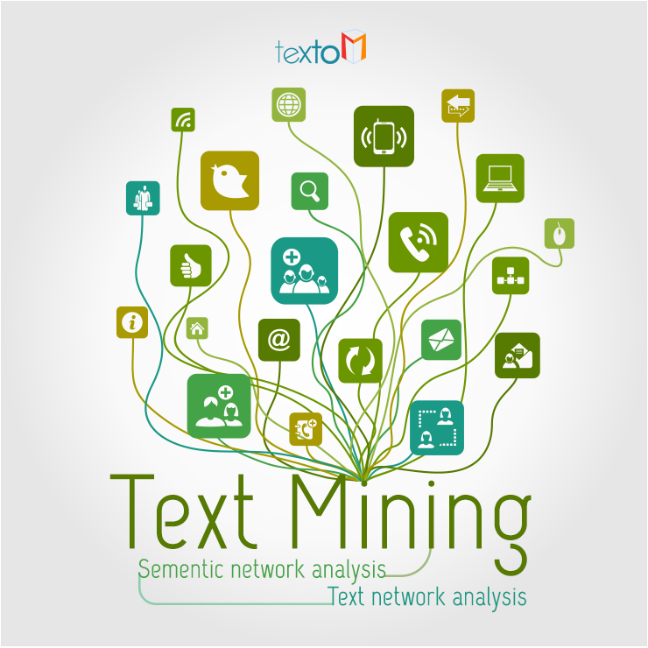 texTOM
@
i
Text Mining
Sementic network analysis
Text network analysis